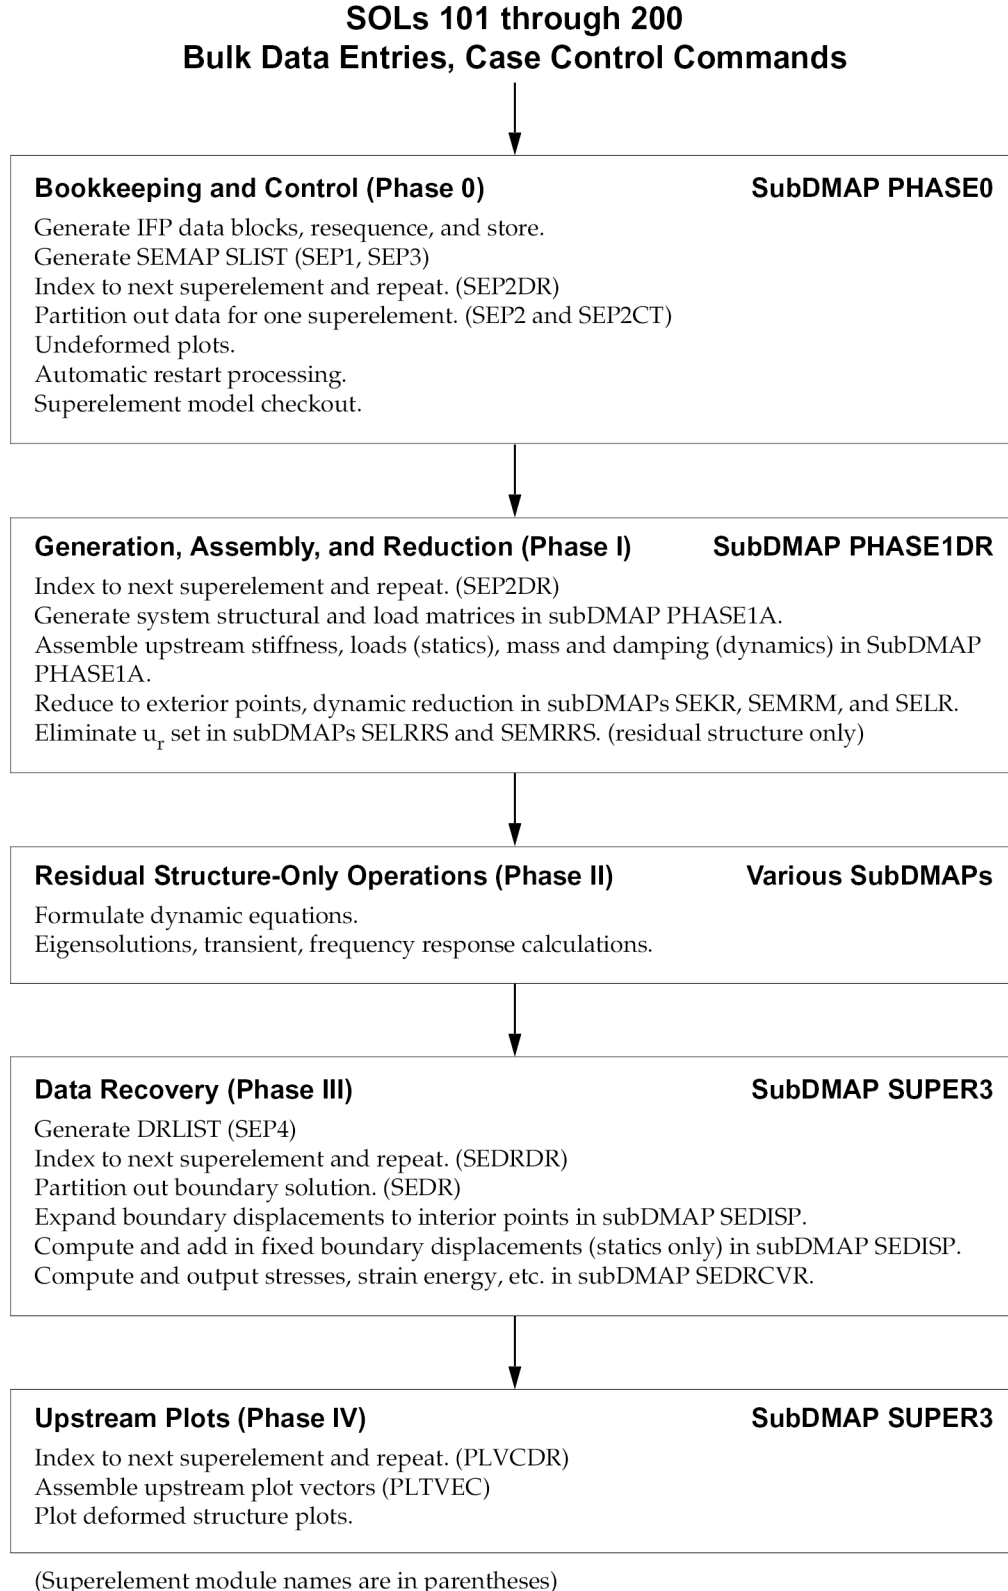 SOLs 101 through 200
Bulk Data Entries, Case Control Commands
Bookkeeping and Control (Phase 0) SubDMAP PHASE0
Generate IFP data blocks, resequence, and store.
Generate SEMAP SLIST (SEP1, SEP3)
Index to next superelement and repeat. (SEP2DR)
Partition out data for one superelement. (SEP2 and SEP2CT)
Undeformed plots.
Automatic restart processing.
Superelement model checkout.
Generation, Assembly, and Reduction (Phase I) SubDMAP PHASE1DR
Index to next superelement and repeat. (SEP2DR)
Generate system structural and load matrices in subDMAP PHASE1A.
Assemble upstream stiffness, loads (statics), mass and damping (dynamics) in SubDMAP
PHASE1A.
Reduce to exterior points, dynamic reduction in subDMAPs SEKR, SEMRM, and SELR.
Eliminate u_r set in subDMAPs SELRRS and SEMRRS. (residual structure only)
Residual Structure-Only Operations (Phase II) Various SubDMAPs
Formulate dynamic equations.
Eigensolutions, transient, frequency response calculations.
Data Recovery (Phase III) SubDMAP SUPER3
Generate DRLIST (SEP4)
Index to next superelement and repeat. (SEDRDR)
Partition out boundary solution. (SEDR)
Expand boundary displacements to interior points in subDMAP SEDISP.
Compute and add in fixed boundary displacements (statics only) in subDMAP SEDISP.
Compute and output stresses, strain energy, etc. in subDMAP SEDRCVR.
Upstream Plots (Phase IV) SubDMAP SUPER3
Index to next superelement and repeat. (PLVCDR)
Assemble upstream plot vectors (PLTVEC)
Plot deformed structure plots.
(Superelement module names are in parentheses)